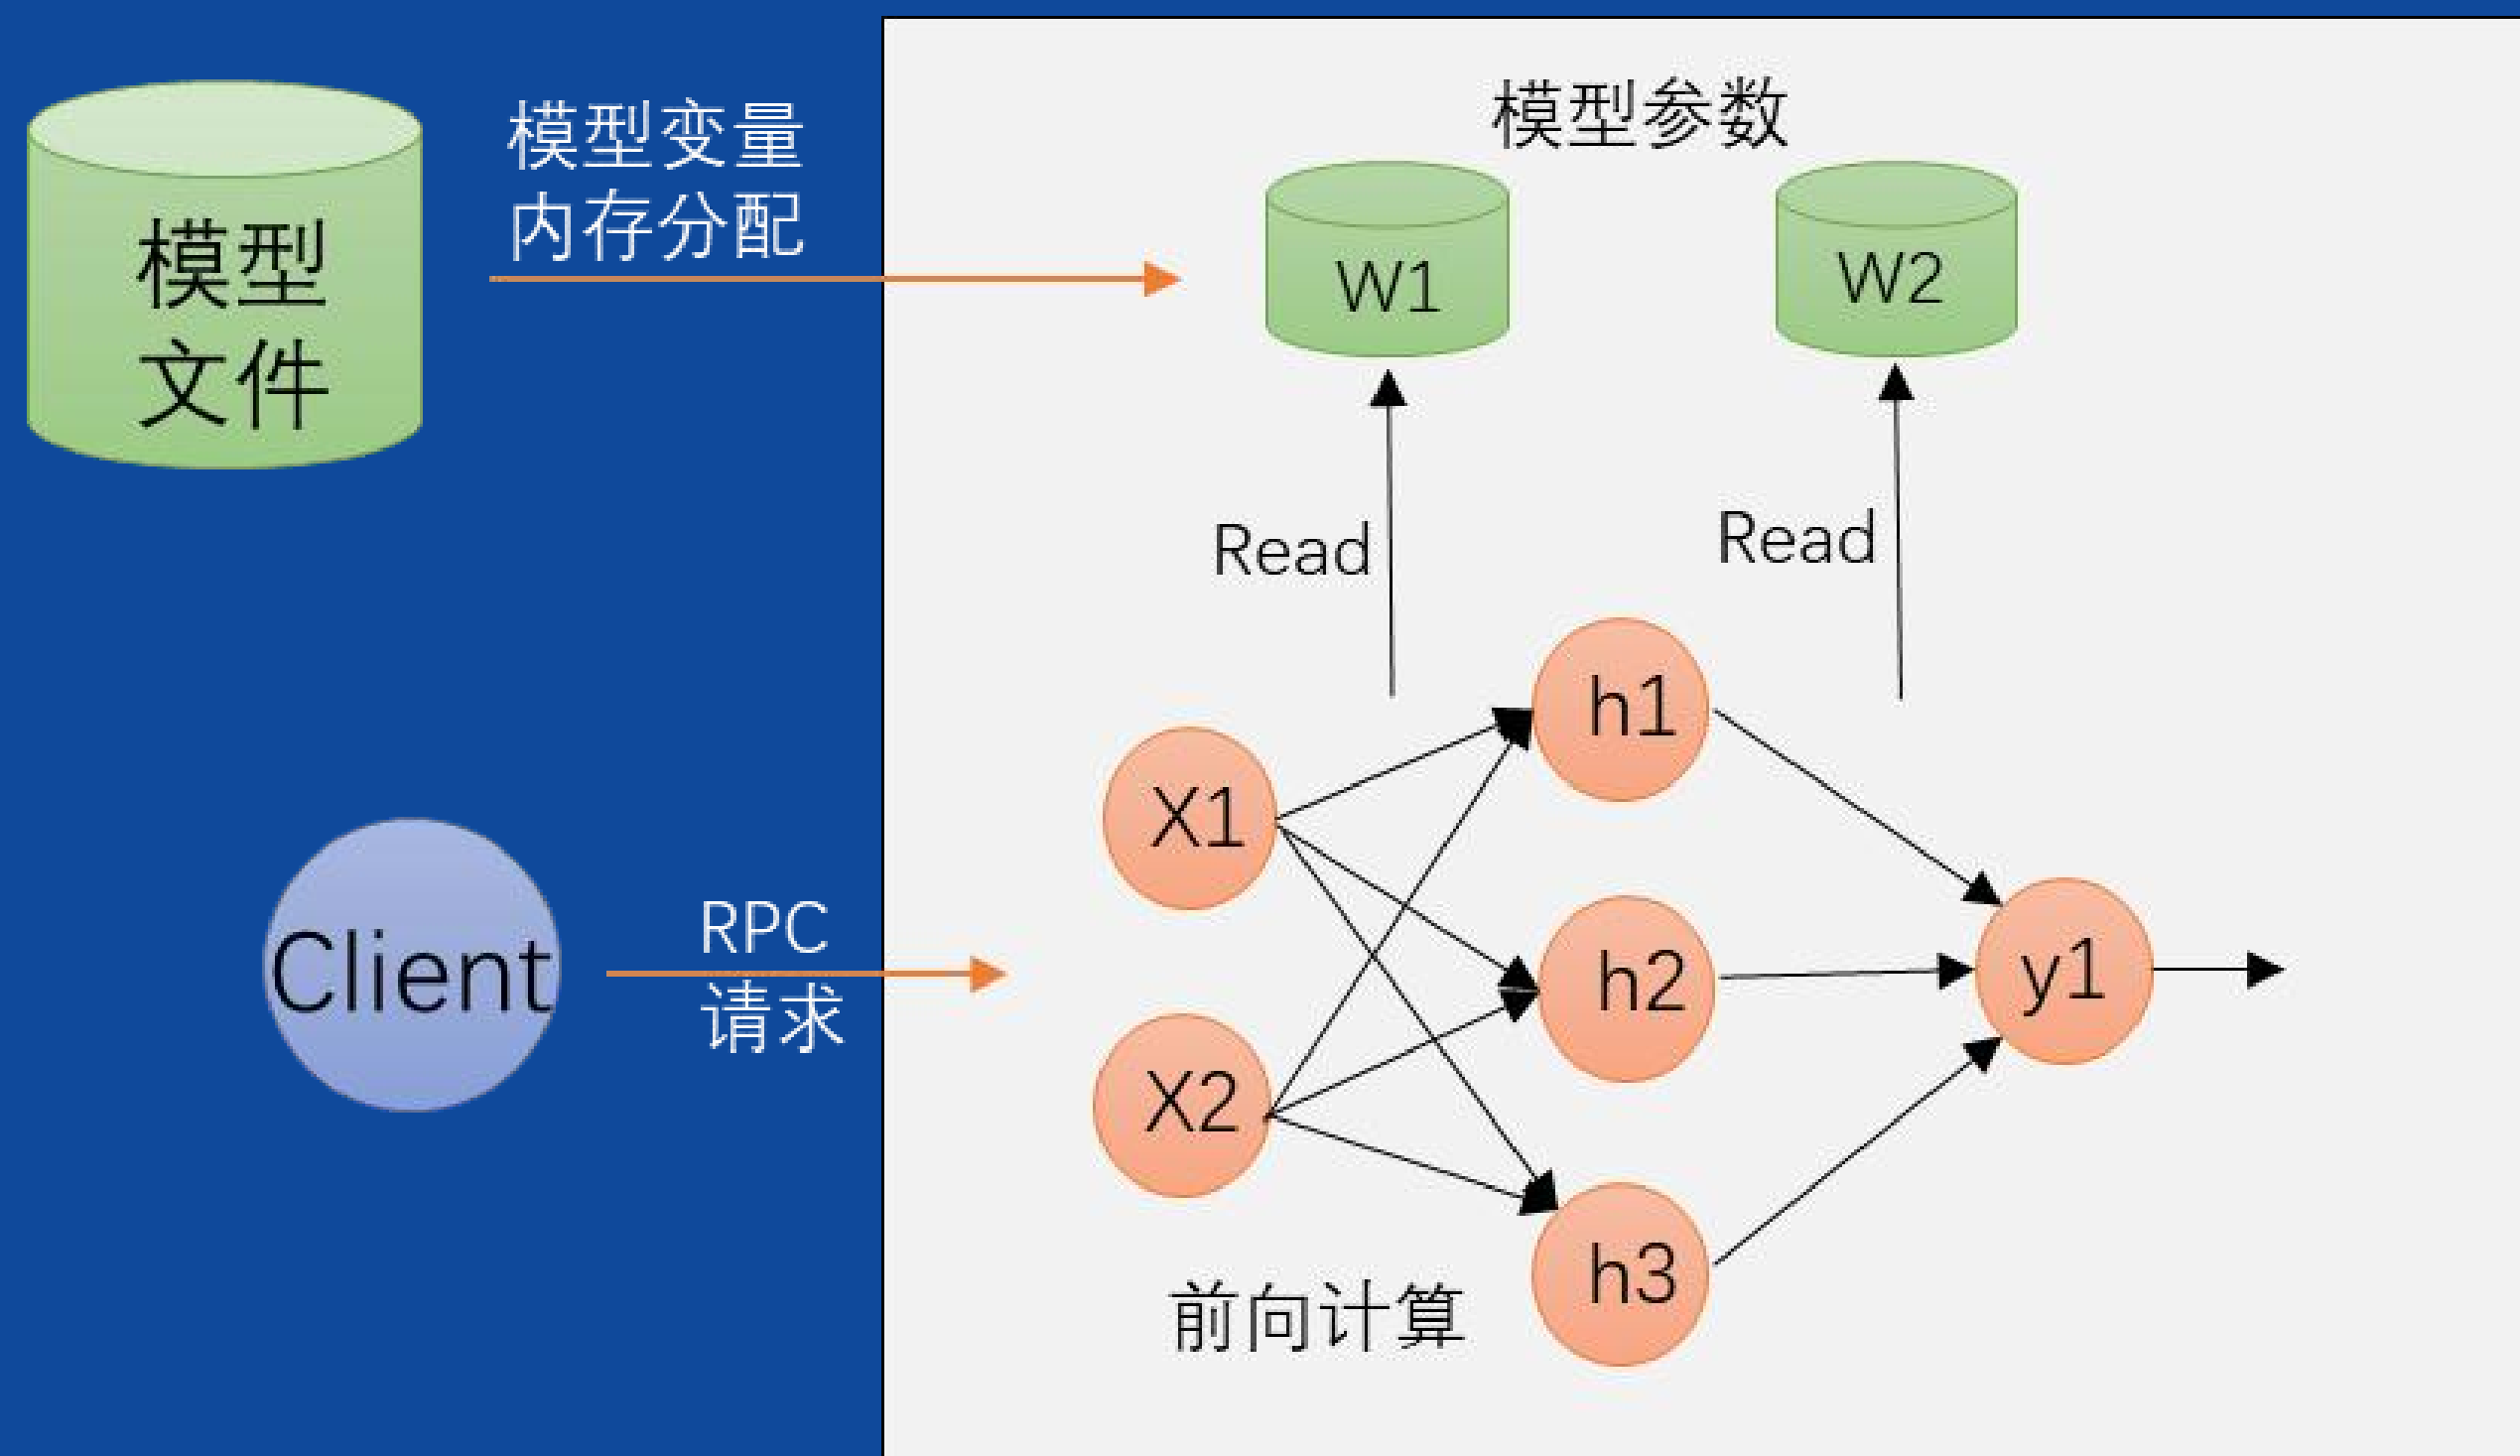 模型
文件
模型变量
内存分配
模型参数
W1
W2
Read
Read
Client
RPC
请求
X1
X2
h1
h2
h3
y1
前向计算